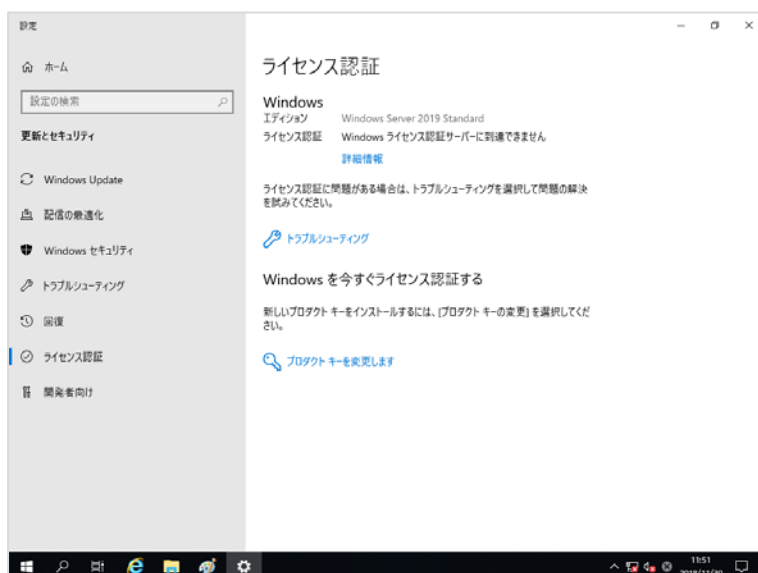 設定
ホーム
設定の検索
更新とセキュリティ
Windows Update
配信の最適化
Windows セキュリティ
トラブルシューティング
回復
ライセンス認証
開発者向け
ライセンス認証
Windows
エディション Windows Server 2019 Standard
ライセンス認証 Windows ライセンス認証サーバーに到達できません
詳細情報
ライセンス認証に問題がある場合は、トラブルシューティングを選択して問題の解決
を試みてください。
トラブルシューティング
Windows を今すぐライセンス認証する
新しいプロダクト キーをインストールするには、[プロダクト キーの変更] を選択してくだ
さい。
プロダクト キーを変更します
11:51